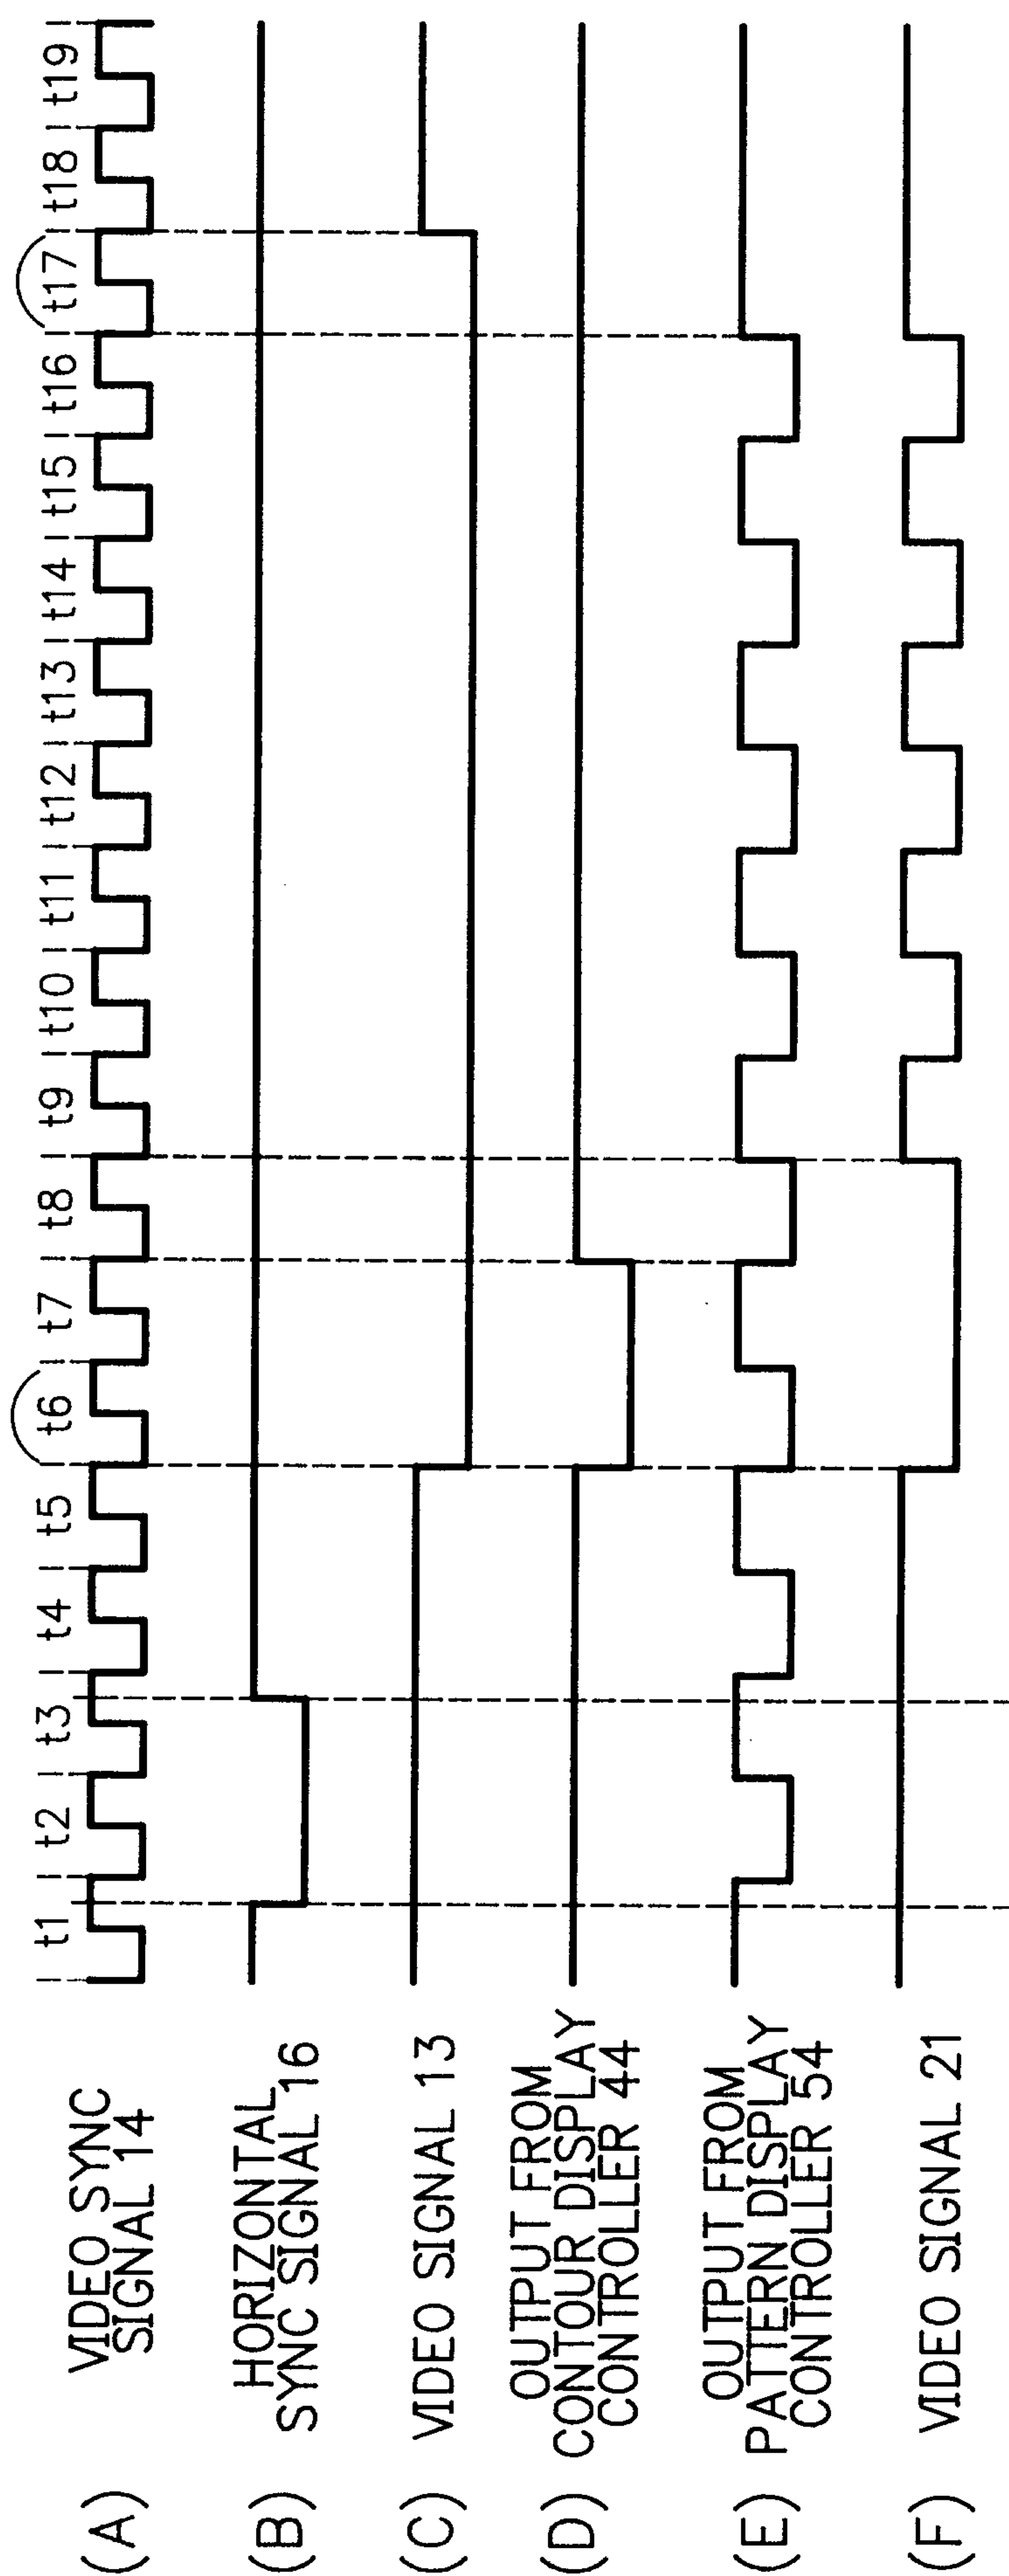 t1 t2 t3 t4 t5 t6 t7 t8 t9 t10 t11 t12 t13 t14 t15 t16 t17 t18 t19
(A) VIDEO SYNC
SIGNAL 14
(B) HORIZONTAL
SYNC SIGNAL 16
(C) VIDEO SIGNAL 13
(D) OUTPUT FROM
CONTOUR DISPLAY
CONTROLLER 44
(E) OUTPUT FROM
PATTERN DISPLAY
CONTROLLER 54
(F) VIDEO SIGNAL 21